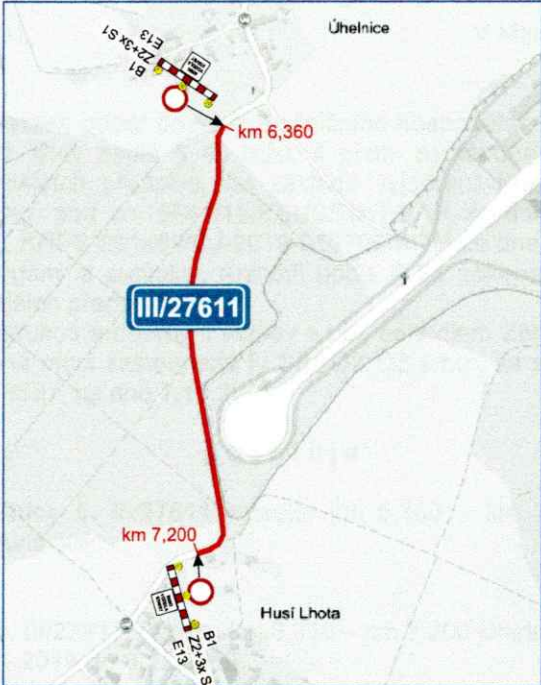 Úhelnice
B1
Z2+3x S1
E13
km 6,360
III/27611
km 7,200
Husí Lhota
B1
Z2+3x S
E13